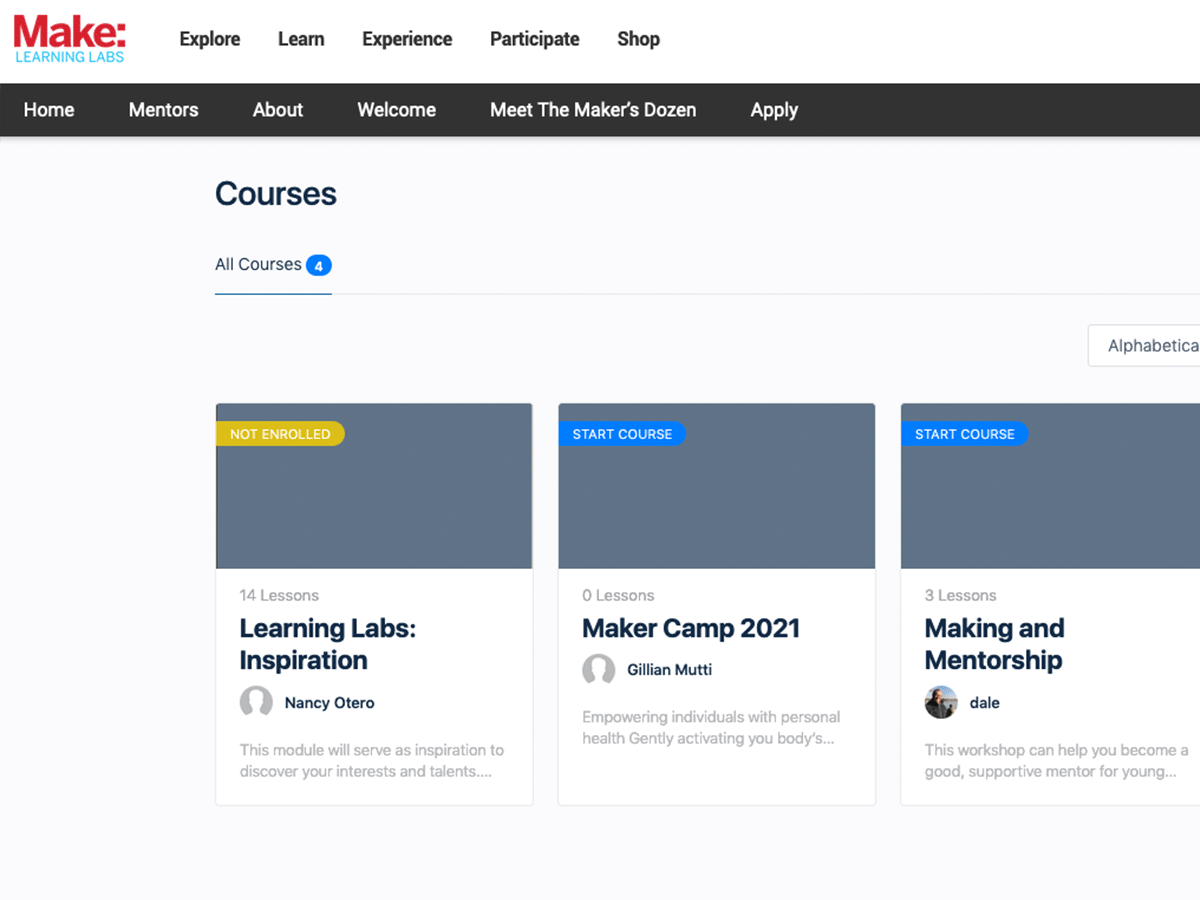 Make:
LEARNING LABS
Explore Learn Experience Participate Shop
Home Mentors About Welcome Meet The Maker’s Dozen Apply
Courses
All Courses 4
Alphabetica
NOT ENROLLED
14 Lessons
Learning Labs:
Inspiration
Nancy Otero
This module will serve as inspiration to
discover your interests and talents....
START COURSE
0 Lessons
Maker Camp 2021
Gillian Mutti
Empowering individuals with personal
health Gently activating you body’s...
START COURSE
3 Lessons
Making and
Mentorship
dale
This workshop can help you become a
good, supportive mentor for young...